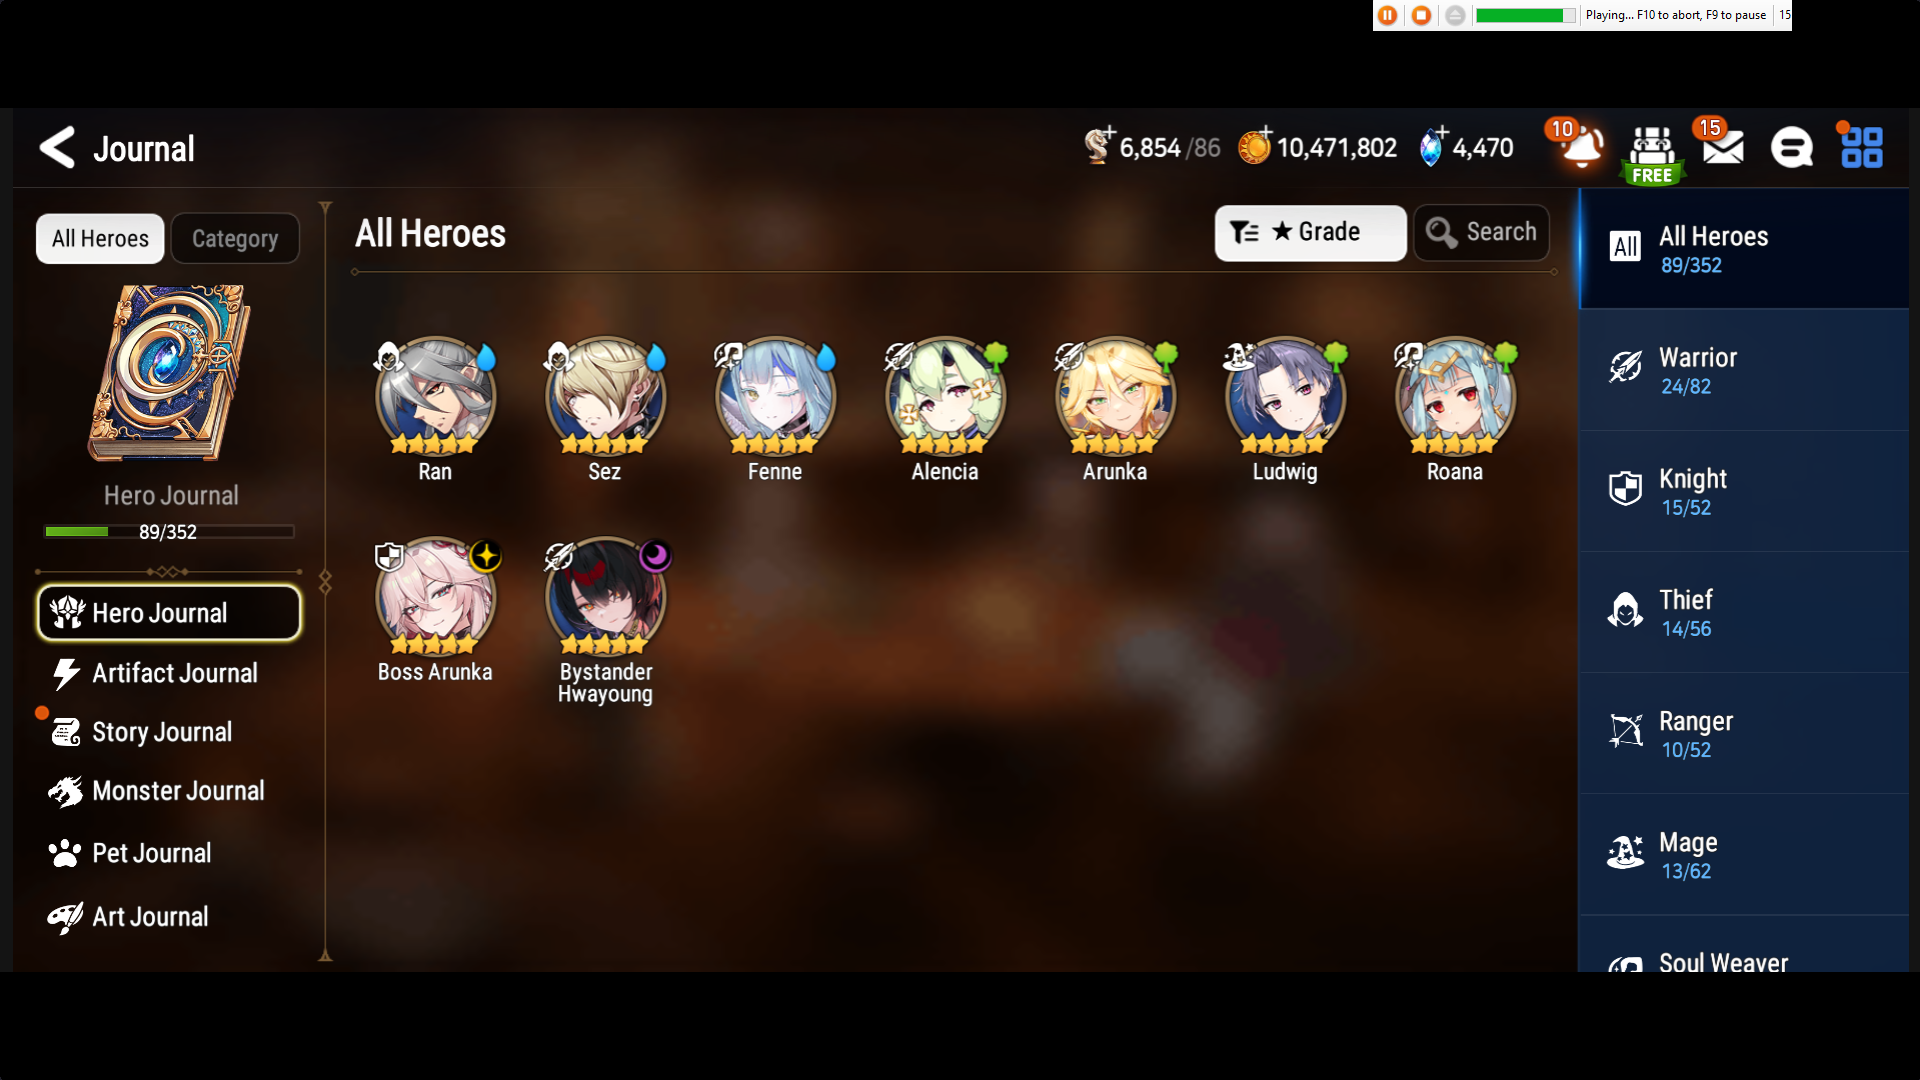 Playing... F10 to abort, F9 to pause 15
Journal
6,854 /86
10,471,802
4,470
10
FREE
15
All Heroes
Category
All Heroes
★ Grade
Search
Hero Journal
89/352
Hero Journal
Artifact Journal
Story Journal
Monster Journal
Pet Journal
Art Journal
Ran
Sez
Fenne
Alencia
Arunka
Ludwig
Roana
Boss Arunka
Bystander
Hwayoung
All
All Heroes
89/352
Warrior
24/82
Knight
15/52
Thief
14/56
Ranger
10/52
Mage
13/62
Soul Weaver